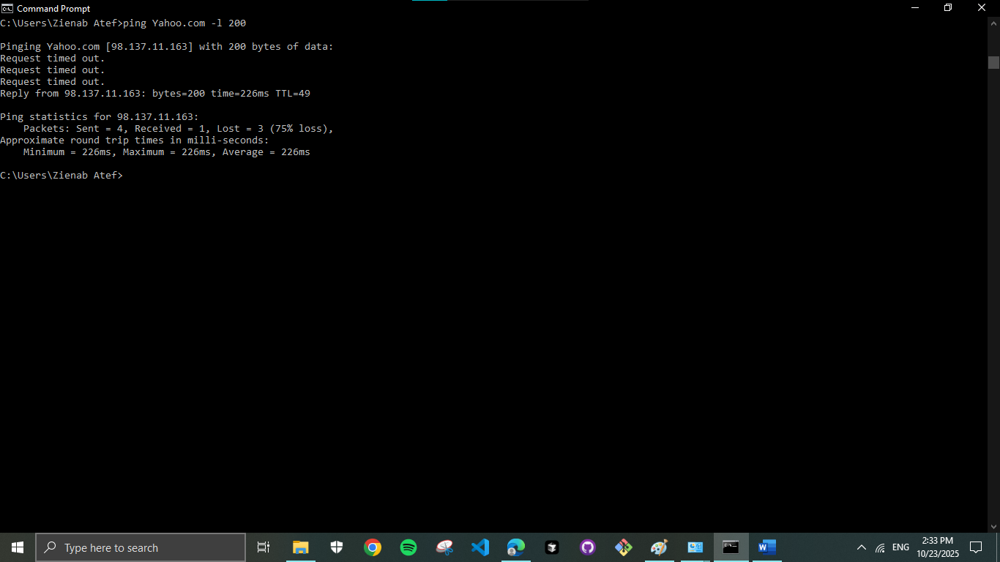 Command Prompt
C:\Users\Zienab Atef>ping Yahoo.com -l 200
Pinging Yahoo.com [98.137.11.163] with 200 bytes of data:
Request timed out.
Request timed out.
Request timed out.
Reply from 98.137.11.163: bytes=200 time=226ms TTL=49
Ping statistics for 98.137.11.163:
    Packets: Sent = 4, Received = 1, Lost = 3 (75% loss),
Approximate round trip times in milli-seconds:
    Minimum = 226ms, Maximum = 226ms, Average = 226ms
C:\Users\Zienab Atef>
Type here to search
ENG
2:33 PM
10/23/2025